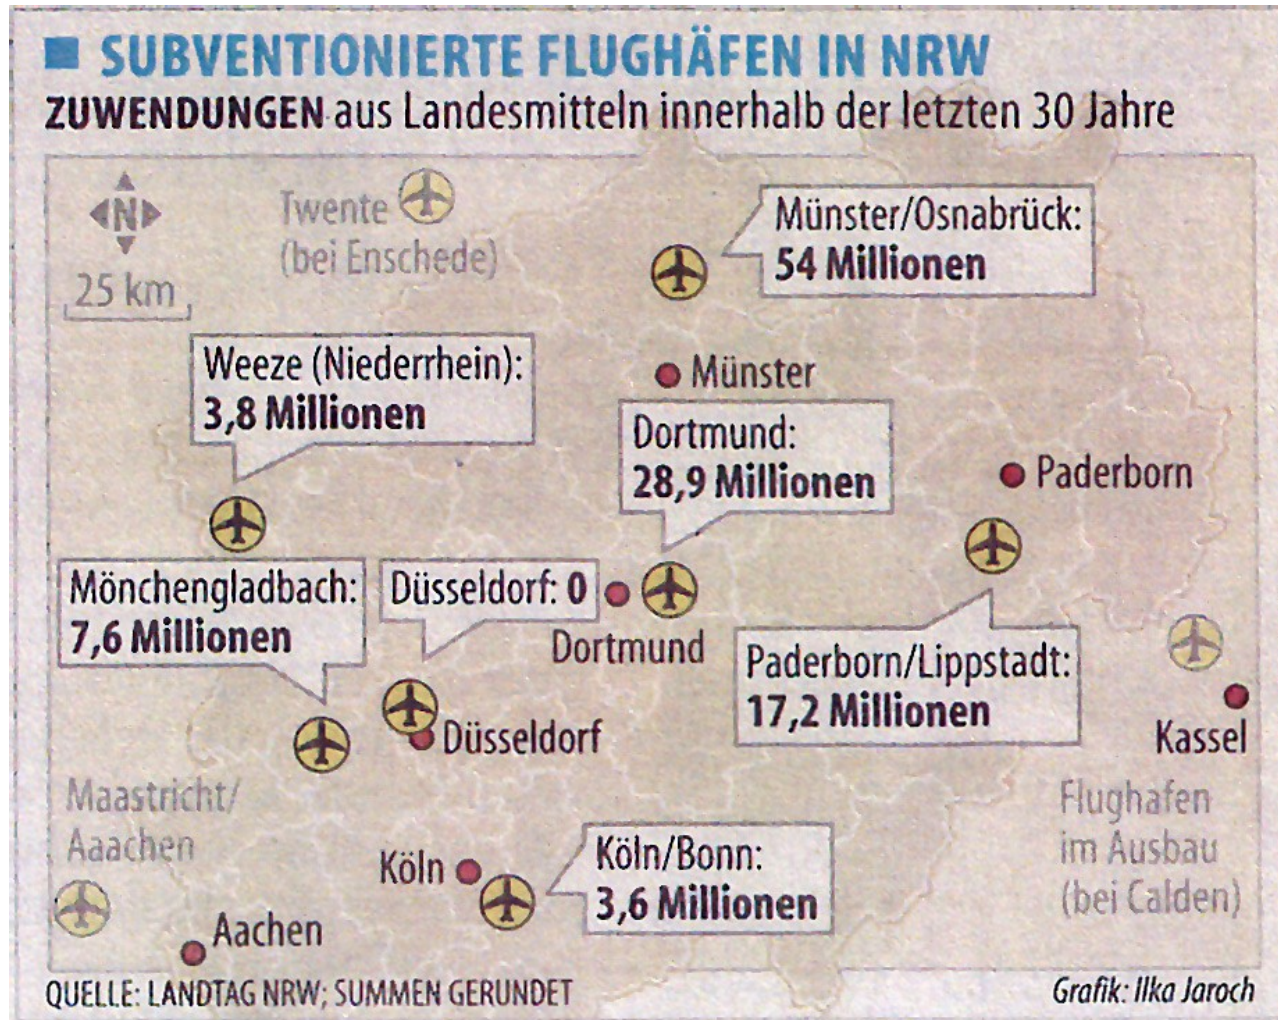 SUBVENTIONIERTE FLUGHÄFEN IN NRW
ZUWENDUNGEN aus Landesmitteln innerhalb der letzten 30 Jahre
N
25 km
Twente
(bei Enschede)
Münster/Osnabrück:
54 Millionen
Weeze (Niederrhein):
3,8 Millionen
Münster
Dortmund:
28,9 Millionen
Paderborn
Mönchengladbach:
7,6 Millionen
Düsseldorf: 0
Dortmund
Paderborn/Lippstadt:
17,2 Millionen
Düsseldorf
Kassel
Maastricht/
Aaachen
Flughafen
im Ausbau
(bei Calden)
Köln
Köln/Bonn:
3,6 Millionen
Aachen
QUELLE: LANDTAG NRW; SUMMEN GERUNDET
Grafik: Ilka Jaroch